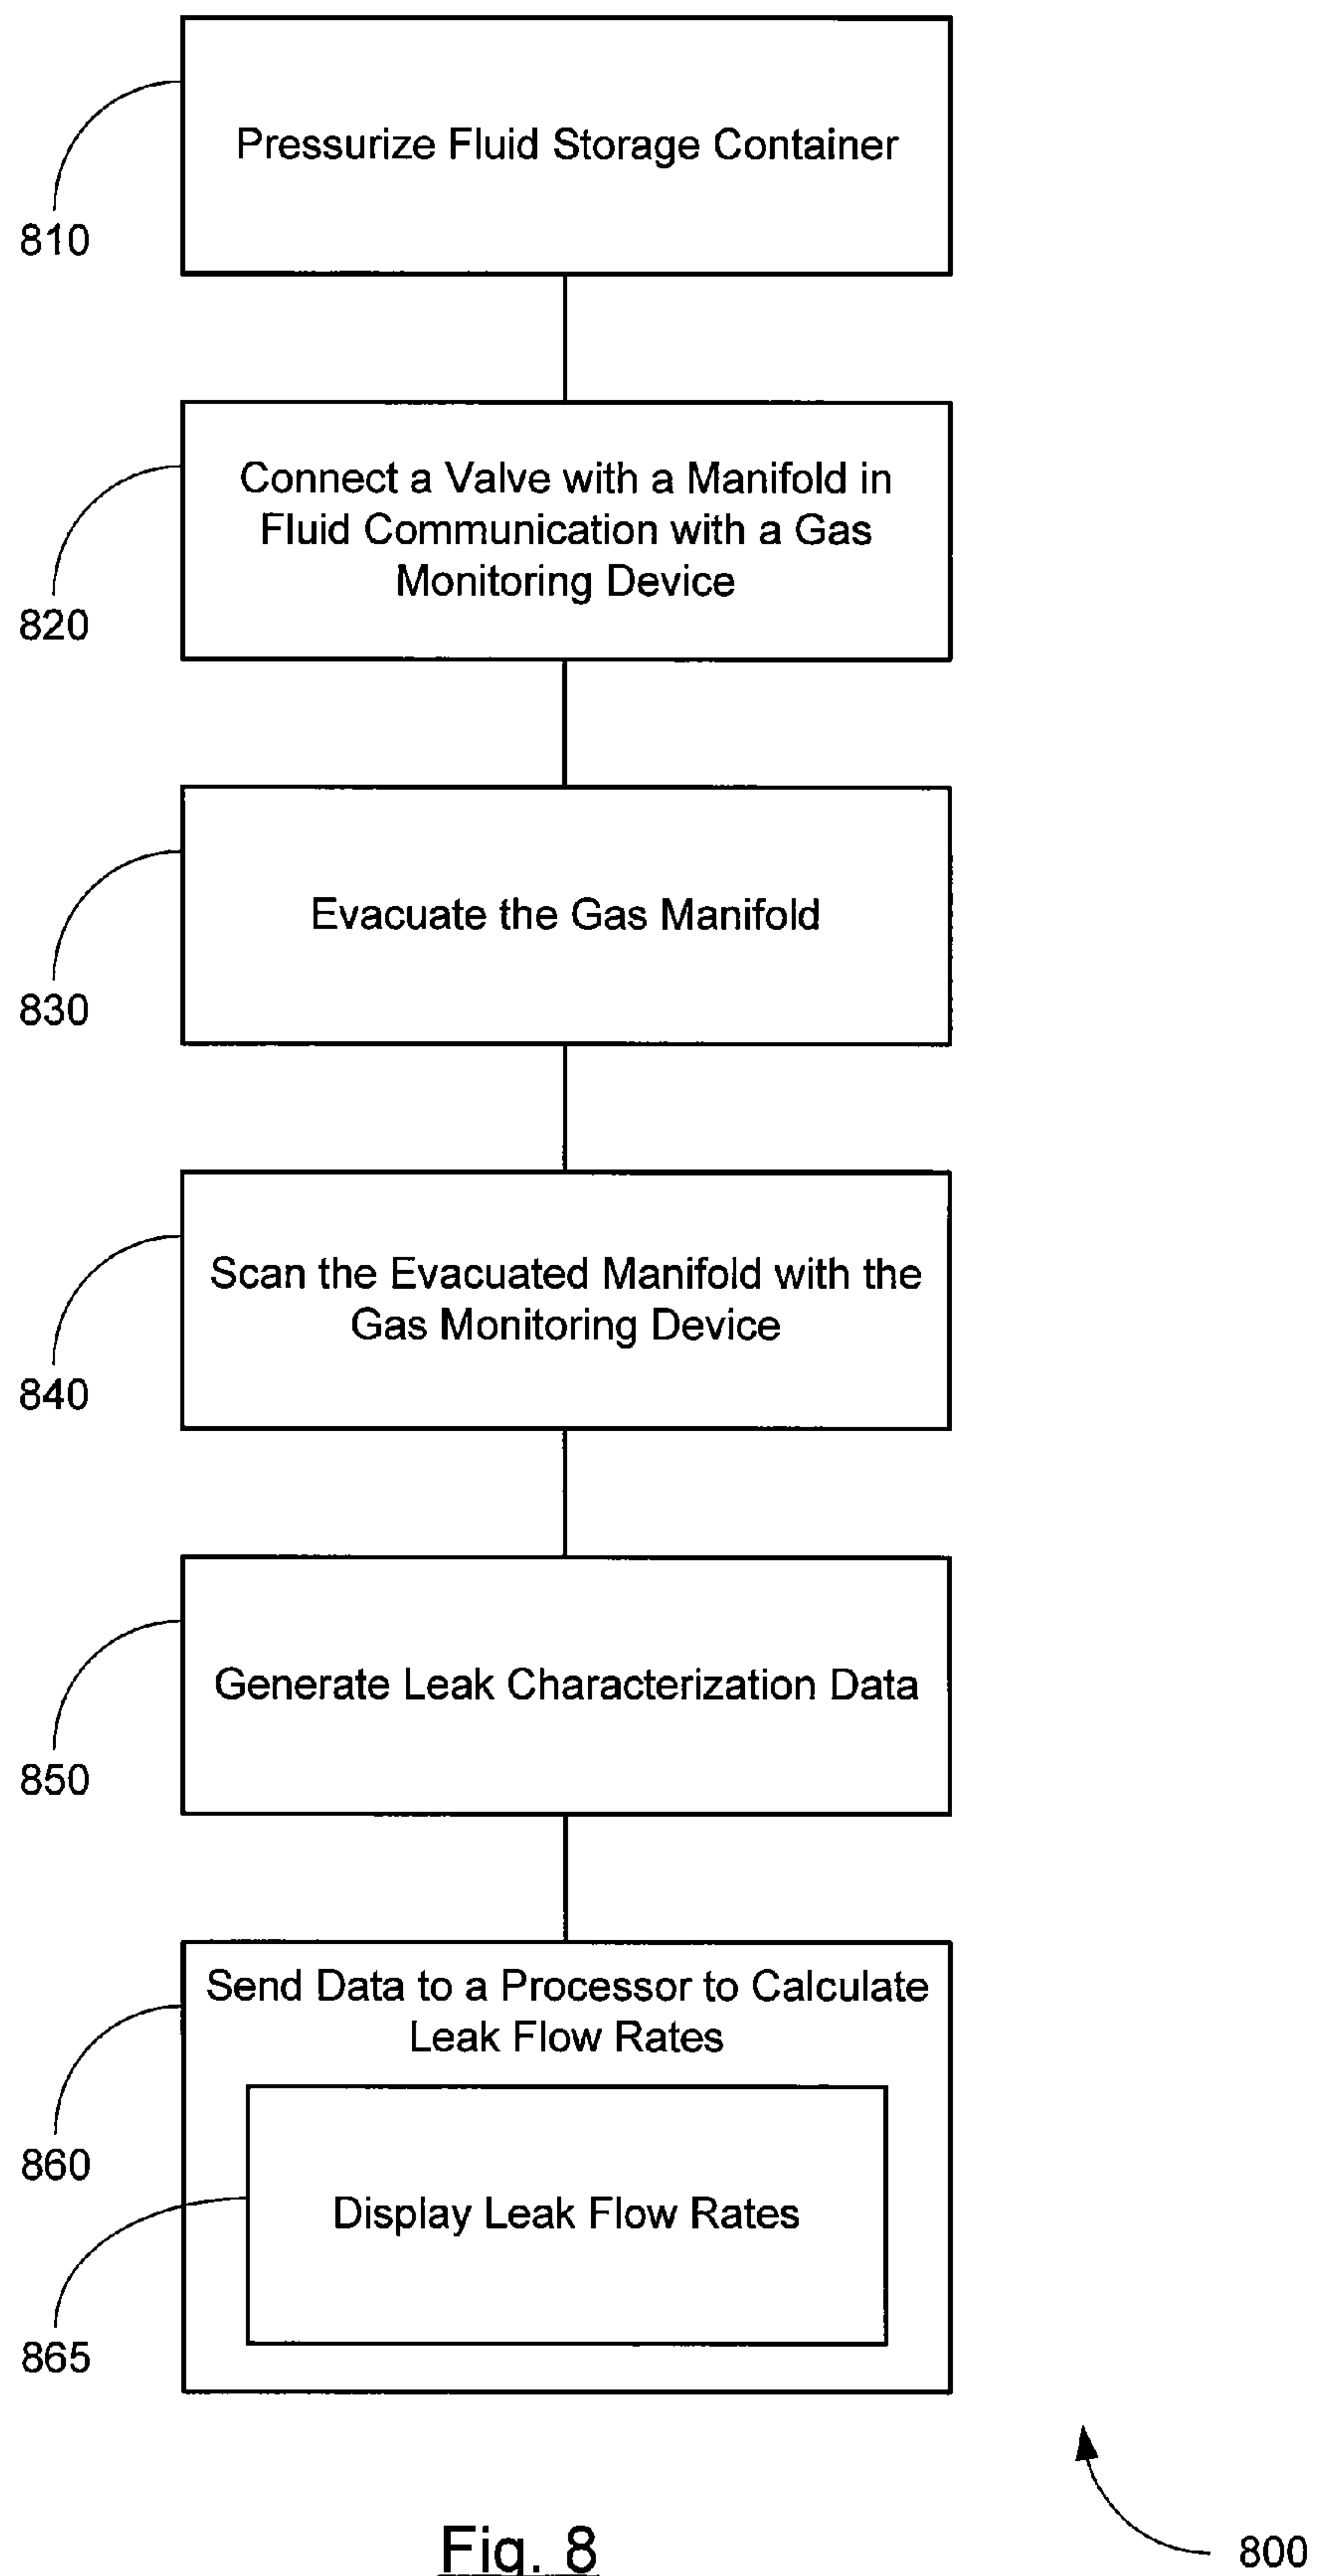 Pressurize Fluid Storage Container
810
Connect a Valve with a Manifold in
Fluid Communication with a Gas
Monitoring Device
820
Evacuate the Gas Manifold
830
Scan the Evacuated Manifold with the
Gas Monitoring Device
840
Generate Leak Characterization Data
850
Send Data to a Processor to Calculate
Leak Flow Rates
860
Display Leak Flow Rates
865
800
Fig. 8